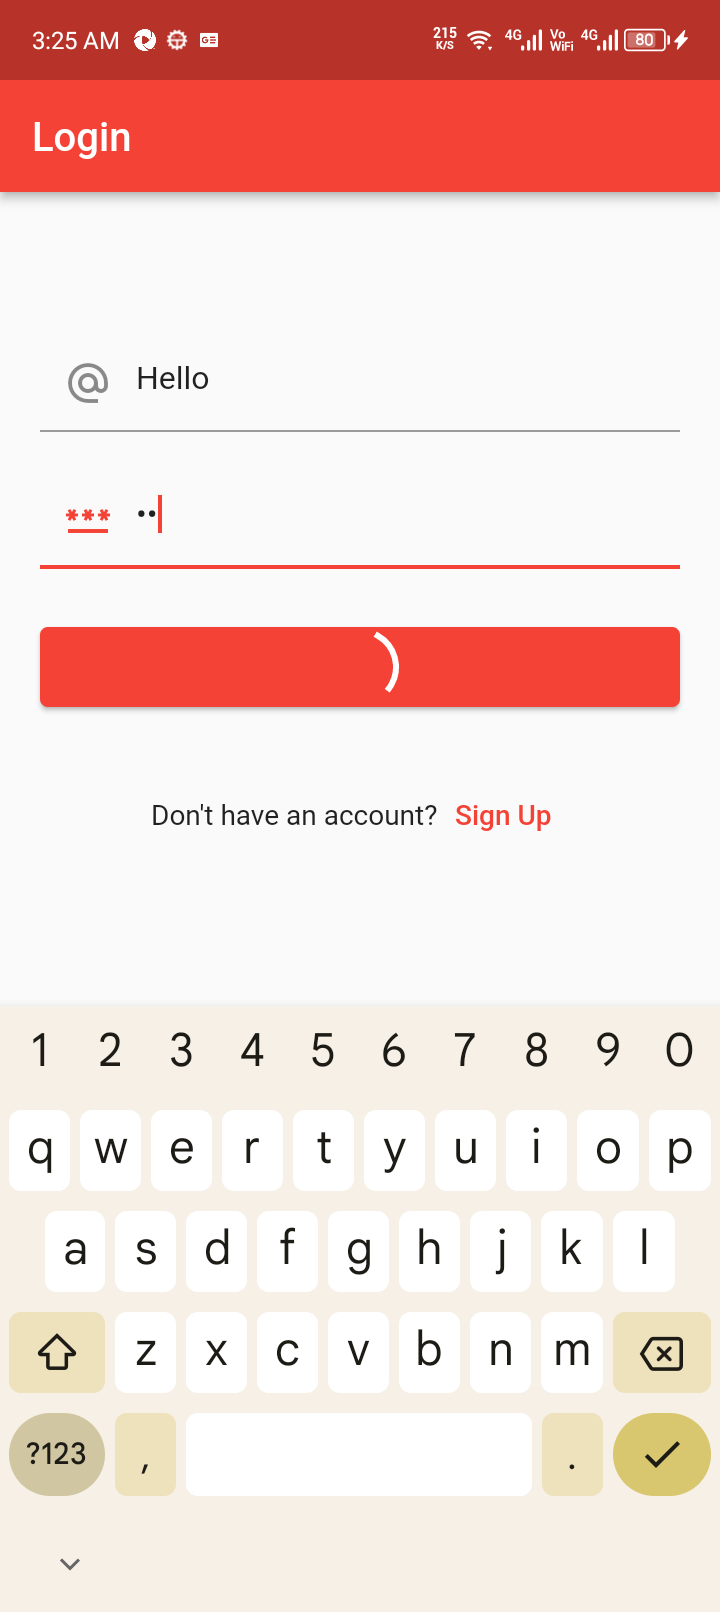 3:25 AM GE 215 K/S 4G Vo WiFi 4G 80
Login
@ Hello
*** ••
Don't have an account? Sign Up
1 2 3 4 5 6 7 8 9 0
q w e r t y u i o p
a s d f g h j k l
z x c v b n m
?123 , .